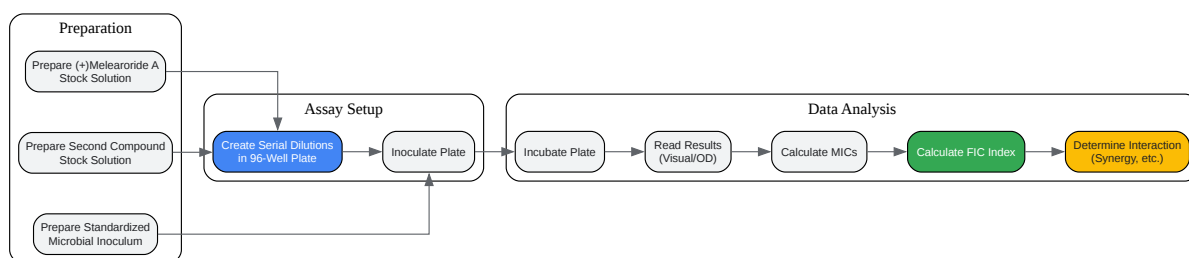 Preparation
Prepare (+)Melearoride A
Stock Solution
Prepare Second Compound
Stock Solution
Prepare Standardized
Microbial Inoculum
Assay Setup
Create Serial Dilutions
in 96-Well Plate
Inoculate Plate
Data Analysis
Incubate Plate
Read Results
(Visual/OD)
Calculate MICs
Calculate FIC Index
Determine Interaction
(Synergy, etc.)